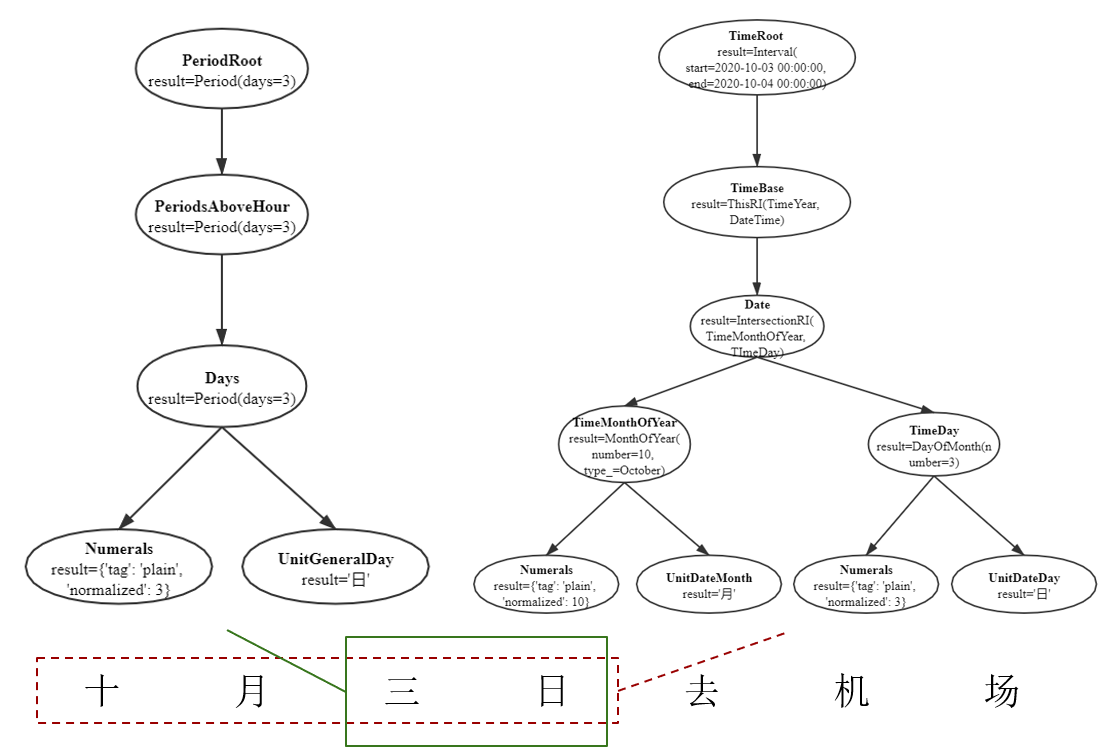 PeriodRoot
result=Period(days=3)
PeriodsAboveHour
result=Period(days=3)
Days
result=Period(days=3)
Numerals
result={'tag': 'plain',
'normalized': 3}
UnitGeneralDay
result='日'
TimeRoot
result=Interval(
start=2020-10-03 00:00:00,
end=2020-10-04 00:00:00)
TimeBase
result=ThisRI(TimeYear,
DateTime)
Date
result=IntersectionRI(
TimeMonthOfYear,
TImeDay)
TimeMonthOfYear
result=MonthOfYear(
number=10,
type_=October)
TimeDay
result=DayOfMonth(n
umber=3)
Numerals
result={'tag': 'plain',
'normalized': 10}
UnitDateMonth
result='月'
Numerals
result={'tag': 'plain',
'normalized': 3}
UnitDateDay
result='日'
十 月 三 日 去 机 场